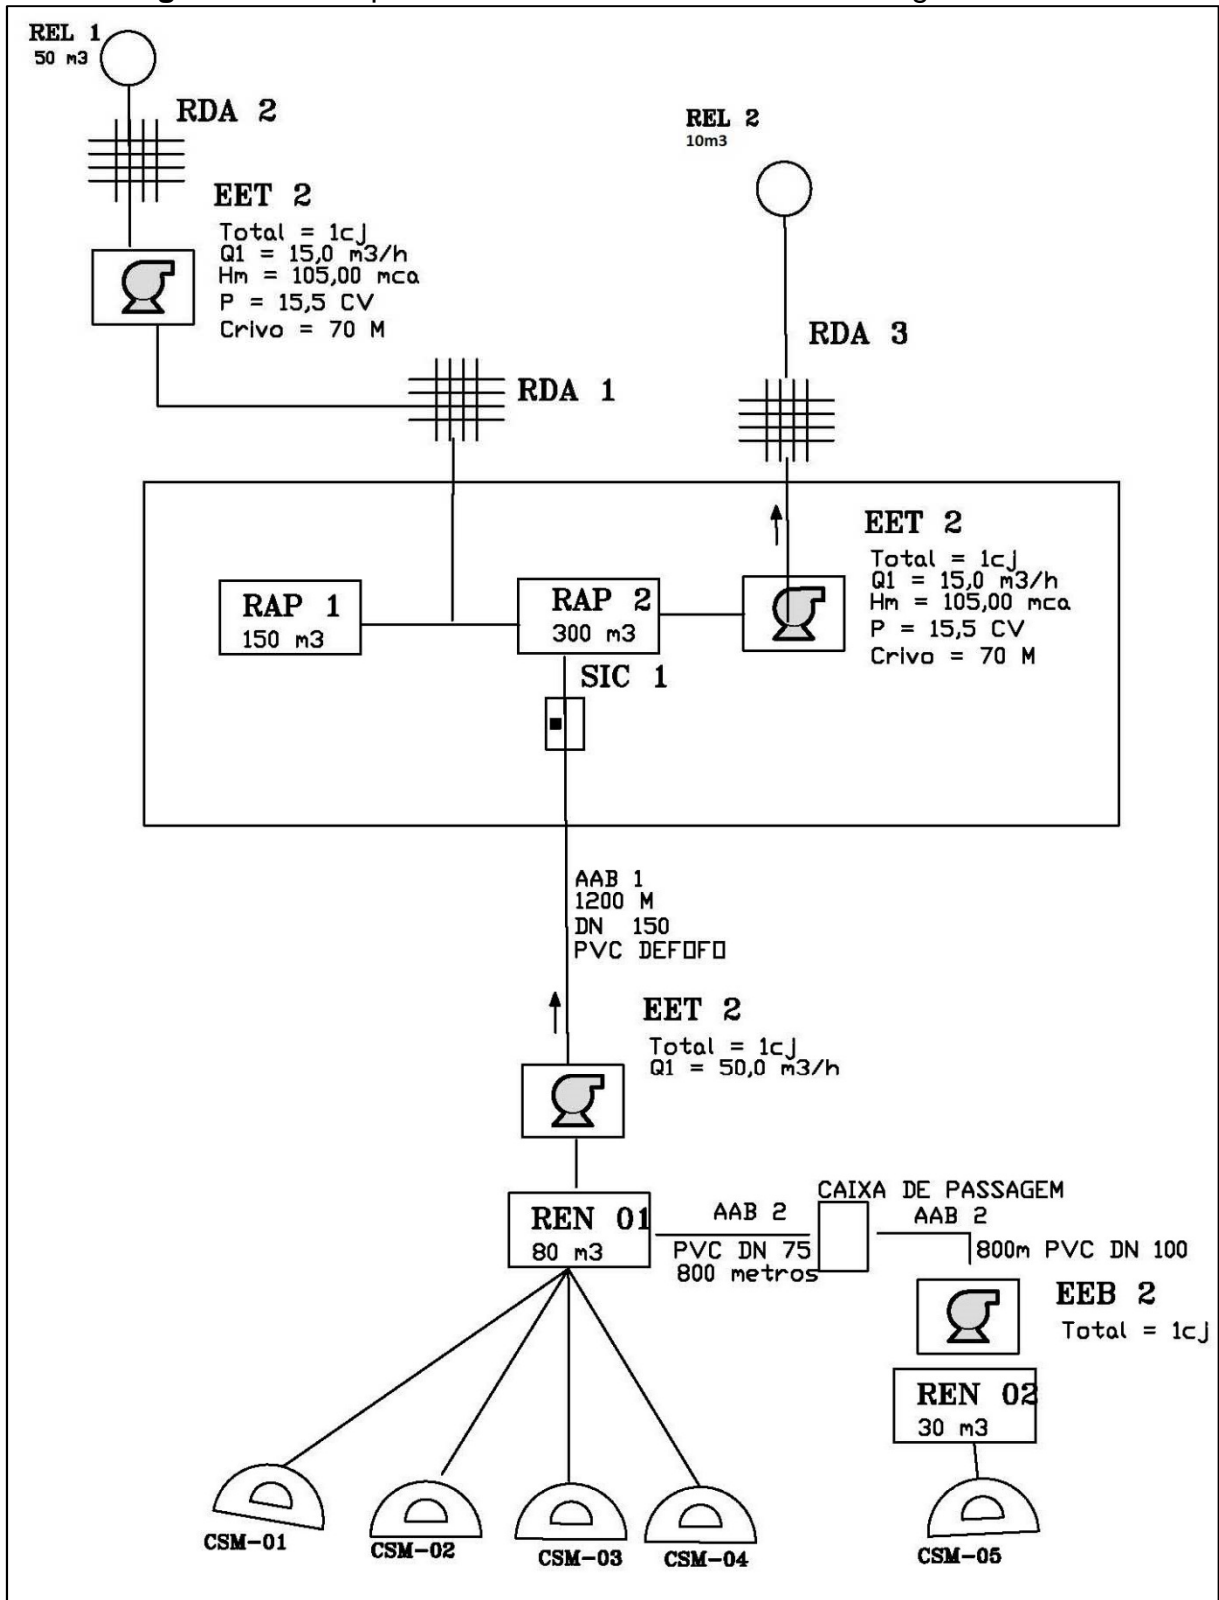 REL 1
50 m3
RDA 2
REL 2
10m3
EET 2
Total = 1cj
Q1 = 15,0 m3/h
Hm = 105,00 mca
P = 15,5 CV
Crivo = 70 M
RDA 3
RDA 1
EET 2
Total = 1cj
Q1 = 15,0 m3/h
Hm = 105,00 mca
P = 15,5 CV
Crivo = 70 M
RAP 1
150 m3
RAP 2
300 m3
SIC 1
AAB 1
1200 M
DN 150
PVC DEFOFO
EET 2
Total = 1cj
Q1 = 50,0 m3/h
CAIXA DE PASSAGEM
REN 01
80 m3
AAB 2
PVC DN 75
800 metros
AAB 2
800m PVC DN 100
EEB 2
Total = 1cj
REN 02
30 m3
CSM-01
CSM-02
CSM-03
CSM-04
CSM-05